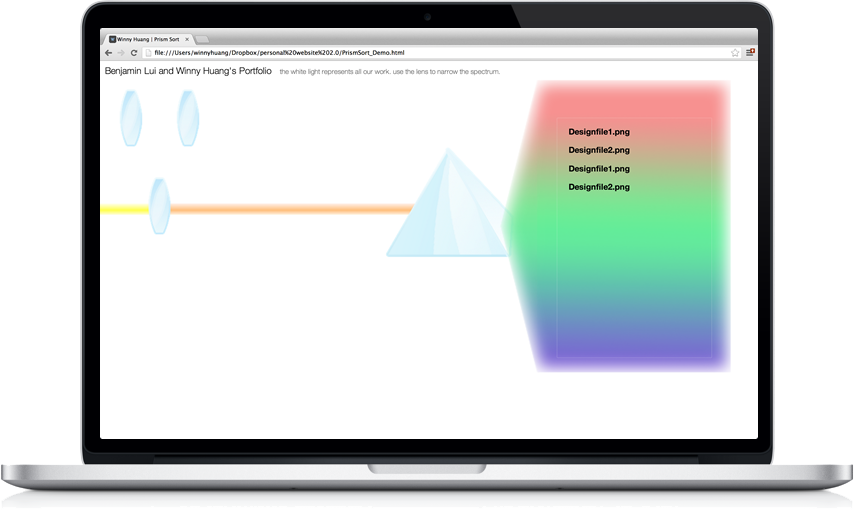 Winny Huang | Prism Sort
file:///Users/winnyhuang/Dropbox/personal%20website%202.0/PrismSort_Demo.html
Benjamin Lui and Winny Huang's Portfolio the white light represents all our work. use the lens to narrow the spectrum.
Designfile1.png
Designfile2.png
Designfile1.png
Designfile2.png